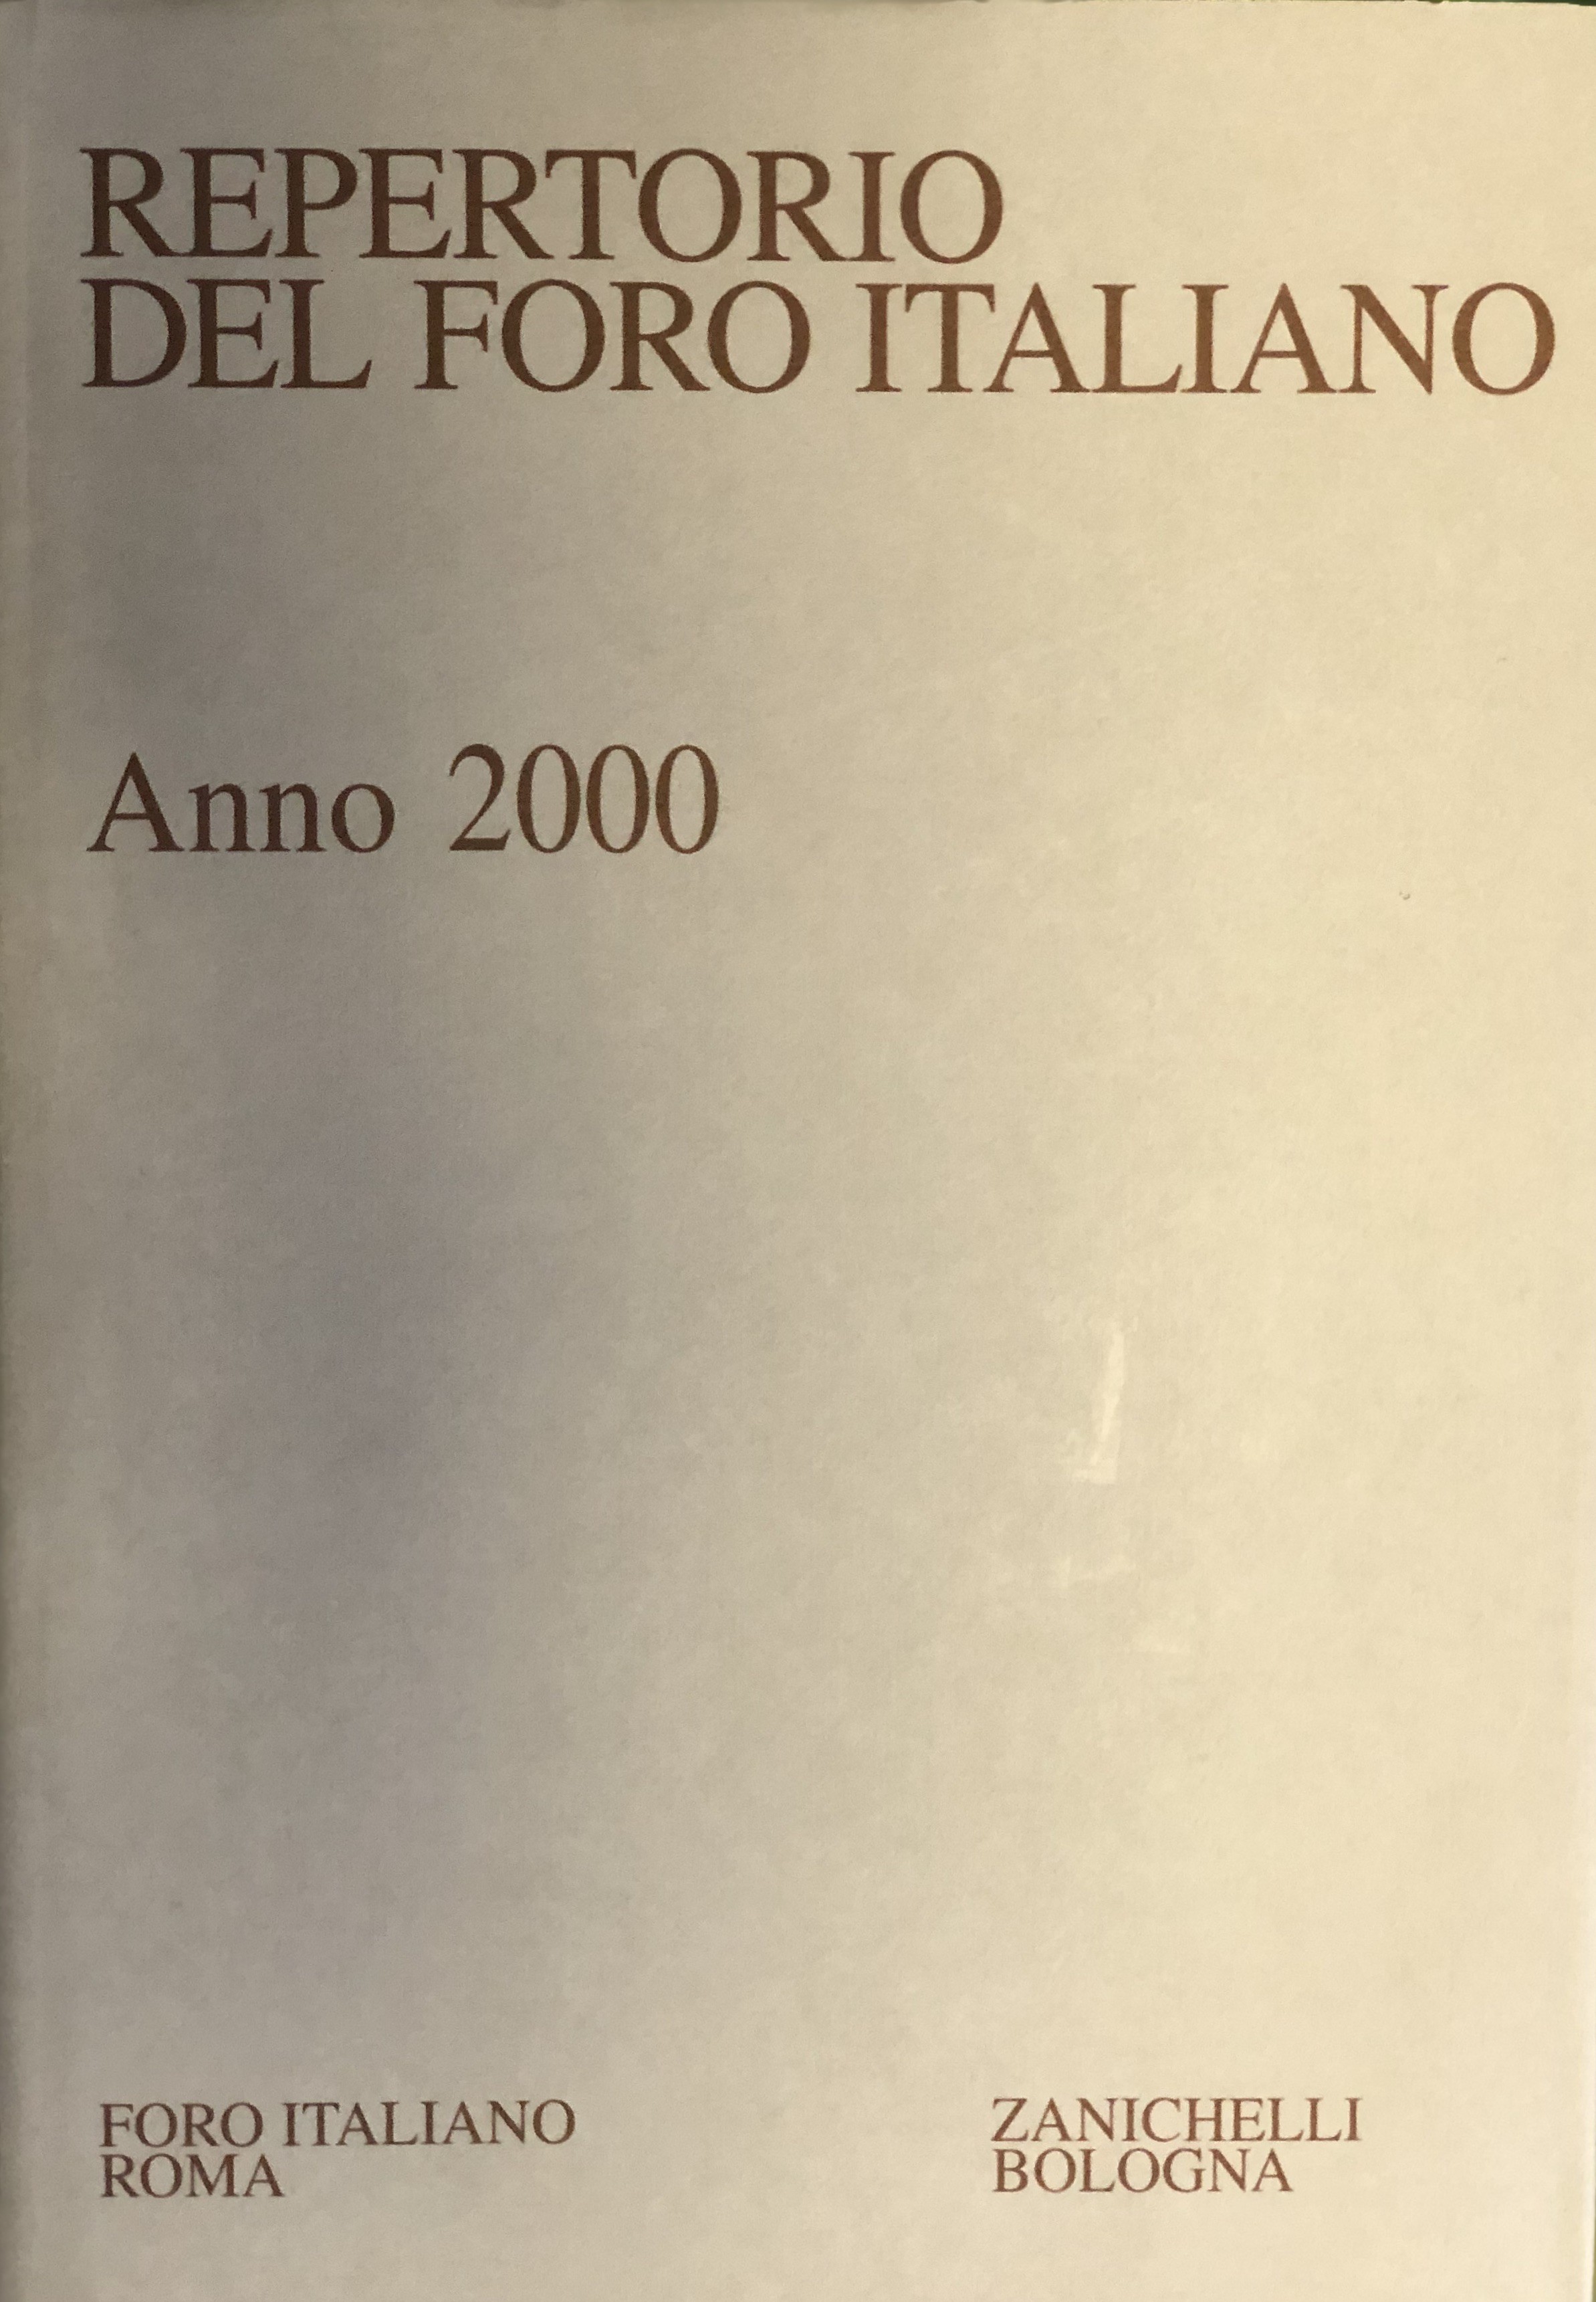 REPERTORIO
DEL FORO ITALIANO
Anno 2000
FORO ITALIANO
ROMA
ZANICHELLI
BOLOGNA